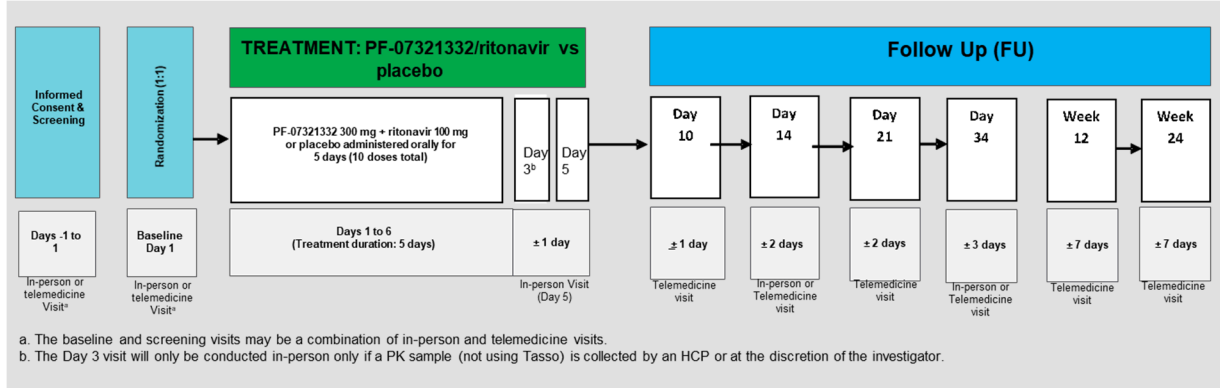 TREATMENT: PF-07321332/ritonavir vs
placebo
Follow Up (FU)
Informed
Consent &
Screening
Randomization (1:1)
PF-07321332 300 mg + ritonavir 100 mg
or placebo administered orally for
5 days (10 doses total)
Day
3b
Day
5
Day
10
Day
14
Day
21
Day
34
Week
12
Week
24
Days -1 to
1
Baseline
Day 1
Days 1 to 6
(Treatment duration: 5 days)
± 1 day
± 1 day
± 2 days
± 2 days
± 3 days
± 7 days
± 7 days
In-person or
telemedicine
Visita
In-person or
telemedicine
Visita
In-person Visit
(Day 5)
Telemedicine
visit
In-person or
Telemedicine
visit
Telemedicine
visit
In-person or
Telemedicine
visit
Telemedicine
visit
Telemedicine
visit
a. The baseline and screening visits may be a combination of in-person and telemedicine visits.
b. The Day 3 visit will only be conducted in-person only if a PK sample (not using Tasso) is collected by an HCP or at the discretion of the investigator.